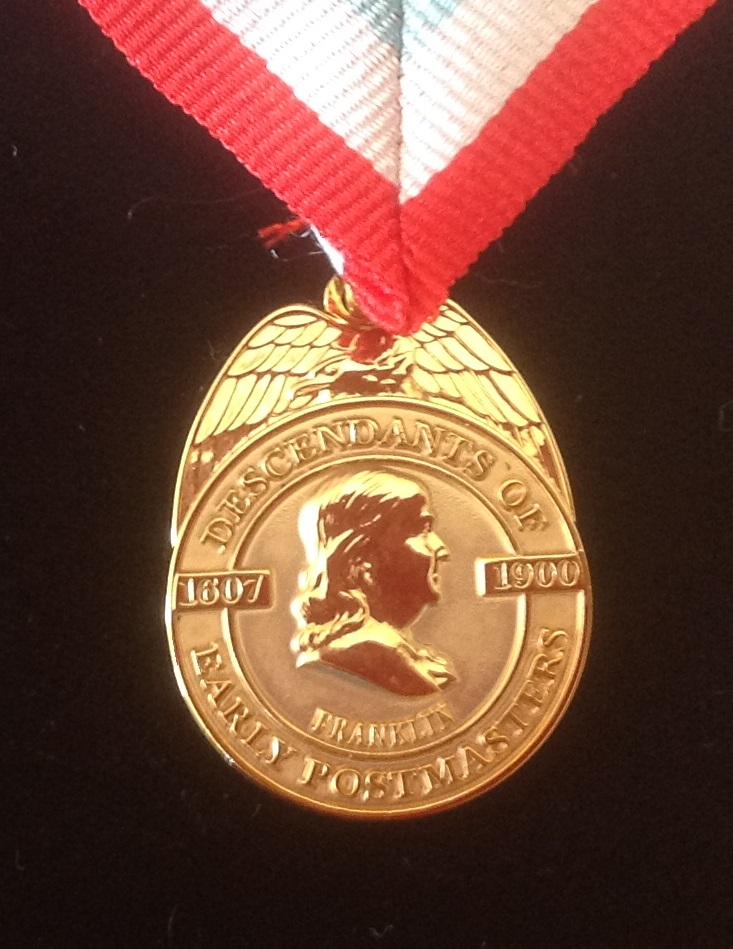 DESCENDANTS OF
1607
1900
FRANKLIN
EARLY POSTMASTERS